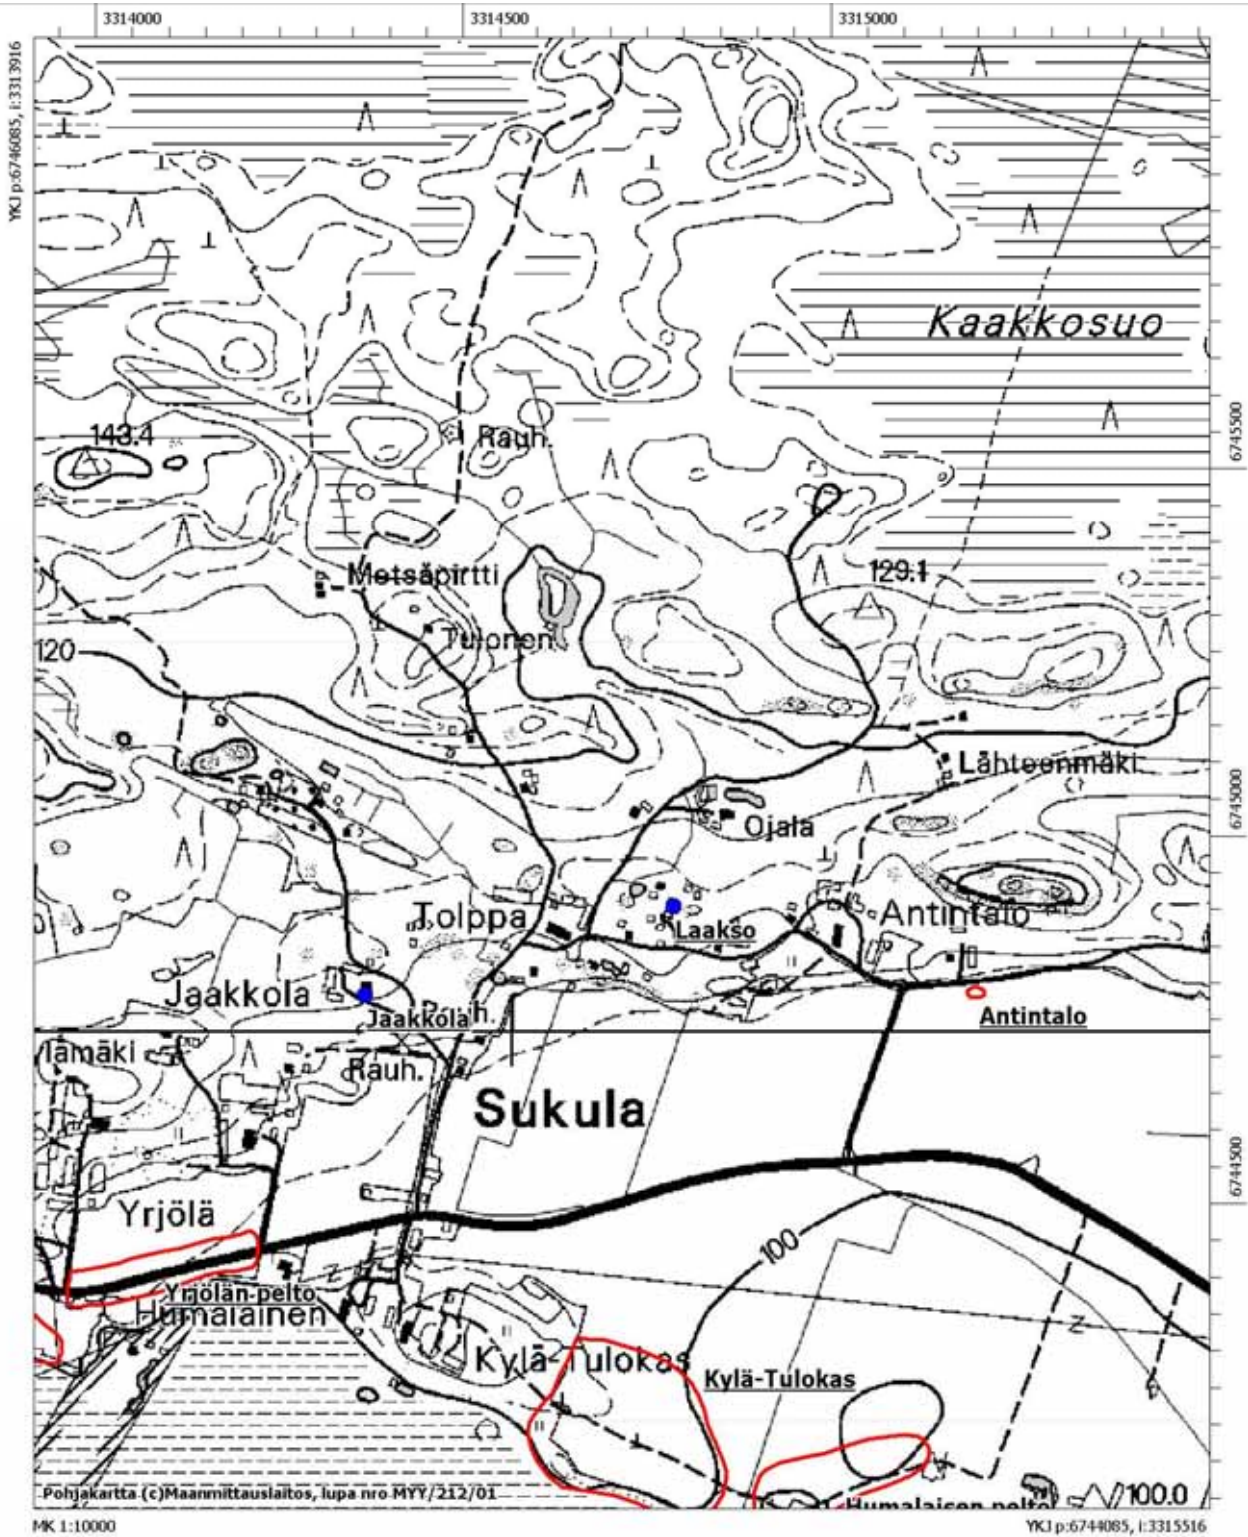 3314000
3314500
3315000
YKJ p:6746085, i:3313916
Kaakkosuo
143.4
Rauh.
6745500
Metsäpirtti
129.1
Tulonen
120
Lähteenmäki
6745000
Ojala
Tolppa
Laakso
Antintalo
Jaakkola
Jaakkola
Antintalo
lämäki
Rauh.
Sukula
6744500
Yrjölä
100
Yrjölän pelto
Humalainen
Z
Z
Kylä-Tulokas
Kylä-Tulokas
Pohjakartta (c)Maanmittauslaitos, lupa nro MYY/212/01
Humalaisen pelto
100.0
MK 1:10000
YKJ p:6744085, i:3315516